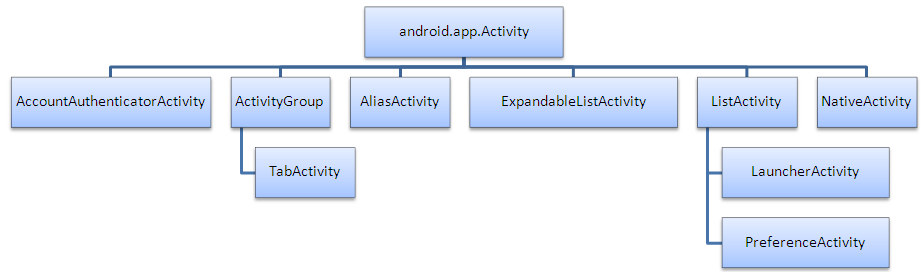 android.app.Activity
AccountAuthenticatorActivity
ActivityGroup
AliasActivity
ExpandableListActivity
ListActivity
NativeActivity
TabActivity
LauncherActivity
PreferenceActivity